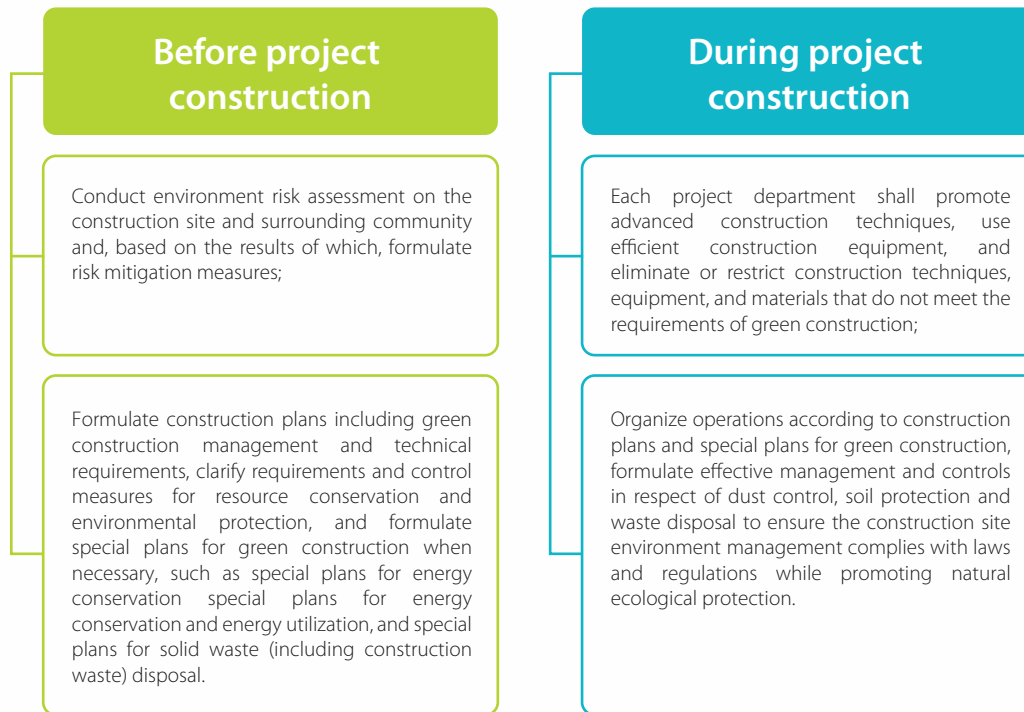 Before project
construction
Conduct environment risk assessment on the
construction site and surrounding community
and, based on the results of which, formulate
risk mitigation measures;
Formulate construction plans including green
construction management and technical
requirements, clarify requirements and control
measures for resource conservation and
environmental protection, and formulate
special plans for green construction when
necessary, such as special plans for energy
conservation special plans for energy
conservation and energy utilization, and special
plans for solid waste (including construction
waste) disposal.
During project
construction
Each project department shall promote
advanced construction techniques, use
efficient construction equipment, and
eliminate or restrict construction techniques,
equipment, and materials that do not meet the
requirements of green construction;
Organize operations according to construction
plans and special plans for green construction,
formulate effective management and controls
in respect of dust control, soil protection and
waste disposal to ensure the construction site
environment management complies with laws
and regulations while promoting natural
ecological protection.